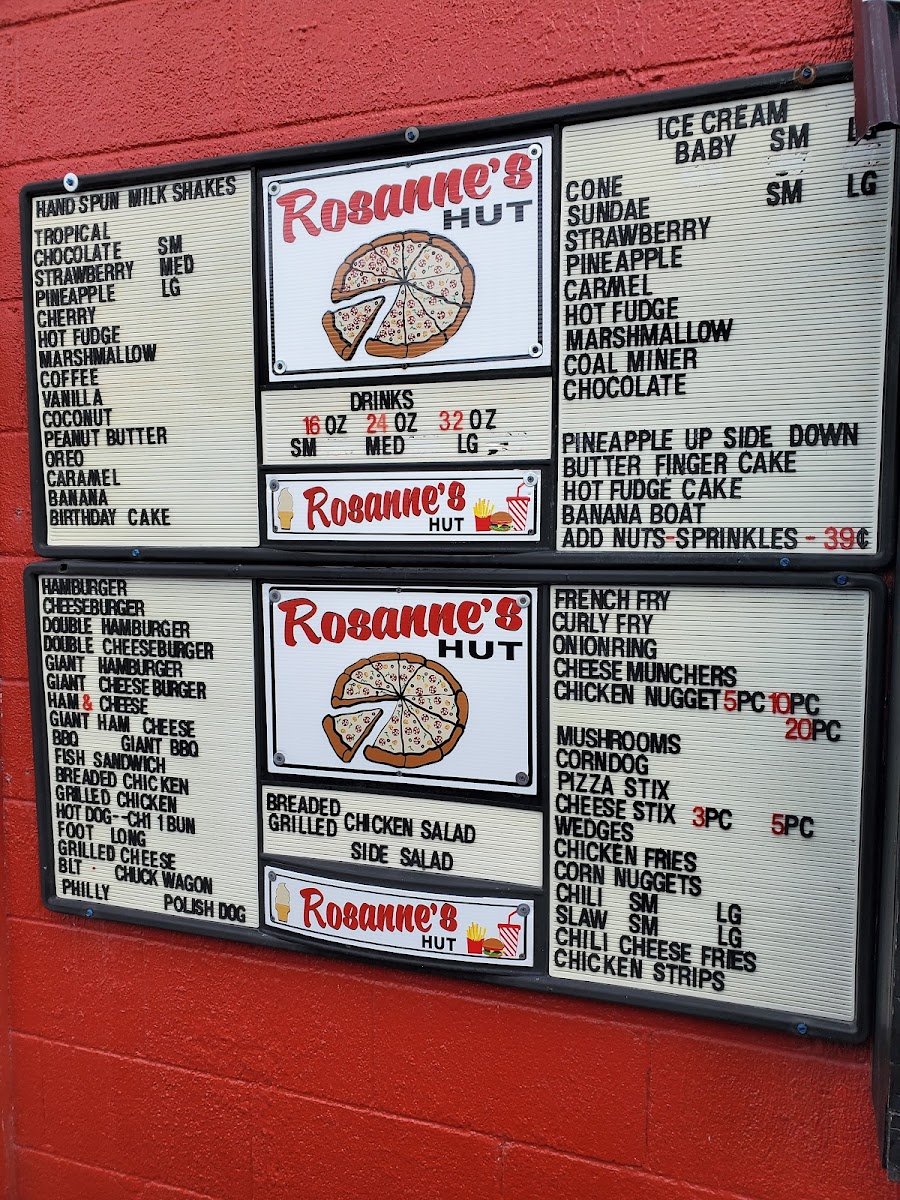 HAND SPUN MILK SHAKES
TROPICAL
CHOCOLATE SM
STRAWBERRY MED
PINEAPPLE LG
CHERRY
HOT FUDGE
MARSHMALLOW
COFFEE
VANILLA
COCONUT
PEANUT BUTTER
OREO
CARAMEL
BANANA
BIRTHDAY CAKE
Rosanne's
HUT
DRINKS
16 OZ 24 OZ 32 OZ
SM MED LG
Rosanne's
HUT
ICE CREAM
BABY SM
CONE SM LG
SUNDAE
STRAWBERRY
PINEAPPLE
CARMEL
HOT FUDGE
MARSHMALLOW
COAL MINER
CHOCOLATE
PINEAPPLE UP SIDE DOWN
BUTTER FINGER CAKE
HOT FUDGE CAKE
BANANA BOAT
ADD NUTS-SPRINKLES - 39¢
HAMBURGER
CHEESEBURGER
DOUBLE HAMBURGER
DOUBLE CHEESEBURGER
GIANT HAMBURGER
GIANT CHEESEBURGER
HAM & CHEESE
GIANT HAM CHEESE
BBQ GIANT BBQ
FISH SANDWICH
BREADED CHICKEN
GRILLED CHICKEN
HOT DOG--CH1 1 BUN
FOOT LONG
GRILLED CHEESE
BLT - CHUCK WAGON
PHILLY POLISH DOG
Rosanne's
HUT
BREADED
GRILLED CHICKEN SALAD
SIDE SALAD
Rosanne's
HUT
FRENCH FRY
CURLY FRY
ONION RING
CHEESE MUNCHERS
CHICKEN NUGGET 5PC 10PC
20PC
MUSHROOMS
CORNDOG
PIZZA STIX
CHEESE STIX 3PC 5PC
WEDGES
CHICKEN FRIES
CORN NUGGETS
CHILI SM LG
SLAW SM LG
CHILI CHEESE FRIES
CHICKEN STRIPS